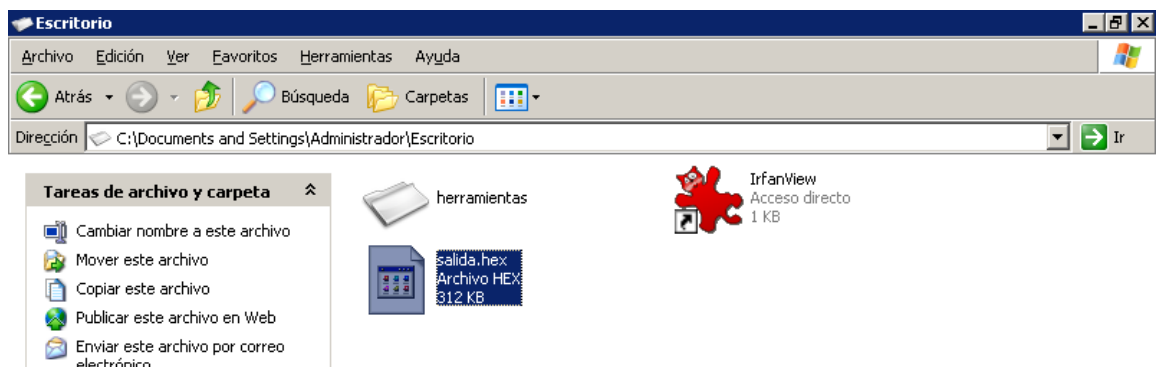 Escritorio
Archivo Edición Ver Favoritos Herramientas Ayuda
Atrás Búsqueda Carpetas
Dirección C:\Documents and Settings\Administrador\Escritorio Ir
Tareas de archivo y carpeta
Cambiar nombre a este archivo
Mover este archivo
Copiar este archivo
Publicar este archivo en Web
Enviar este archivo por correo
electrónico
herramientas
salida.hex
Archivo HEX
312 KB
IrfanView
Acceso directo
1 KB